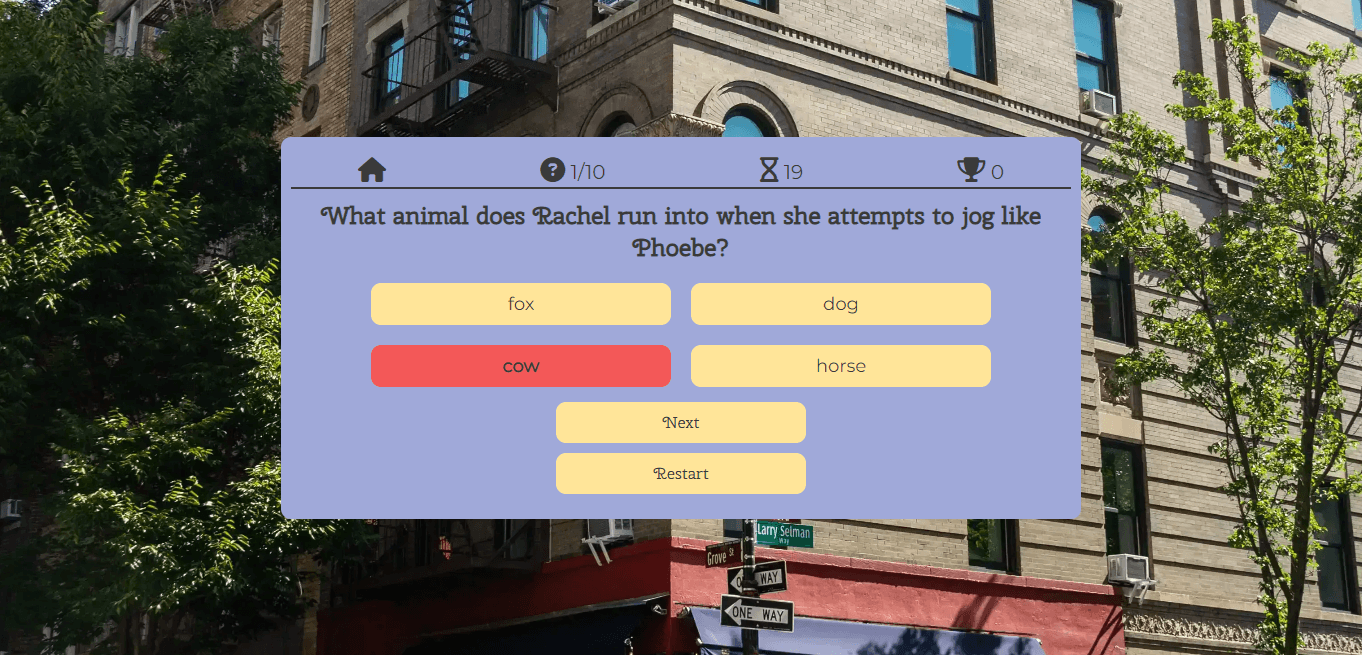 1/10
19
0
What animal does Rachel run into when she attempts to jog like
Phoebe?
fox
dog
cow
horse
Next
Restart
Larry Selman
Way
Grove St
ONE WAY
ONE WAY